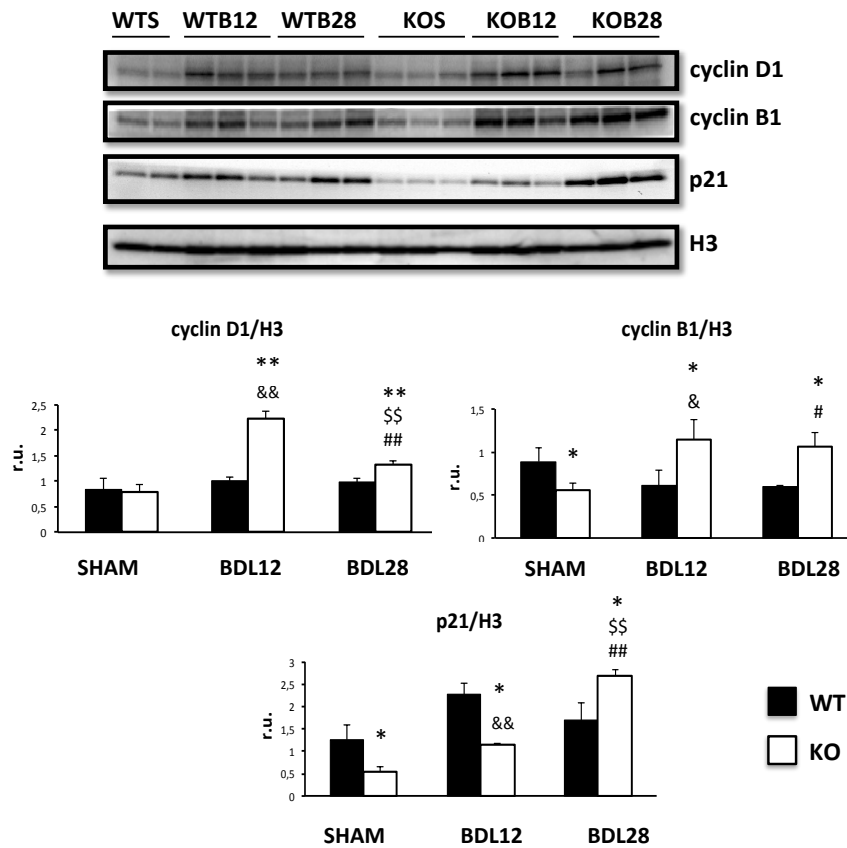 WTS WTB12 WTB28 KOS KOB12 KOB28
cyclin D1
cyclin B1
p21
H3
cyclin D1/H3
r.u.
2,5
2
1,5
1
0,5
0
**
&&
**
$$
##
SHAM BDL12 BDL28
cyclin B1/H3
r.u.
1,5
1
0,5
0
*
*
&
*
#
SHAM BDL12 BDL28
p21/H3
r.u.
3
2,5
2
1,5
1
0,5
0
*
*
&&
*
$$
##
SHAM BDL12 BDL28
WT
KO